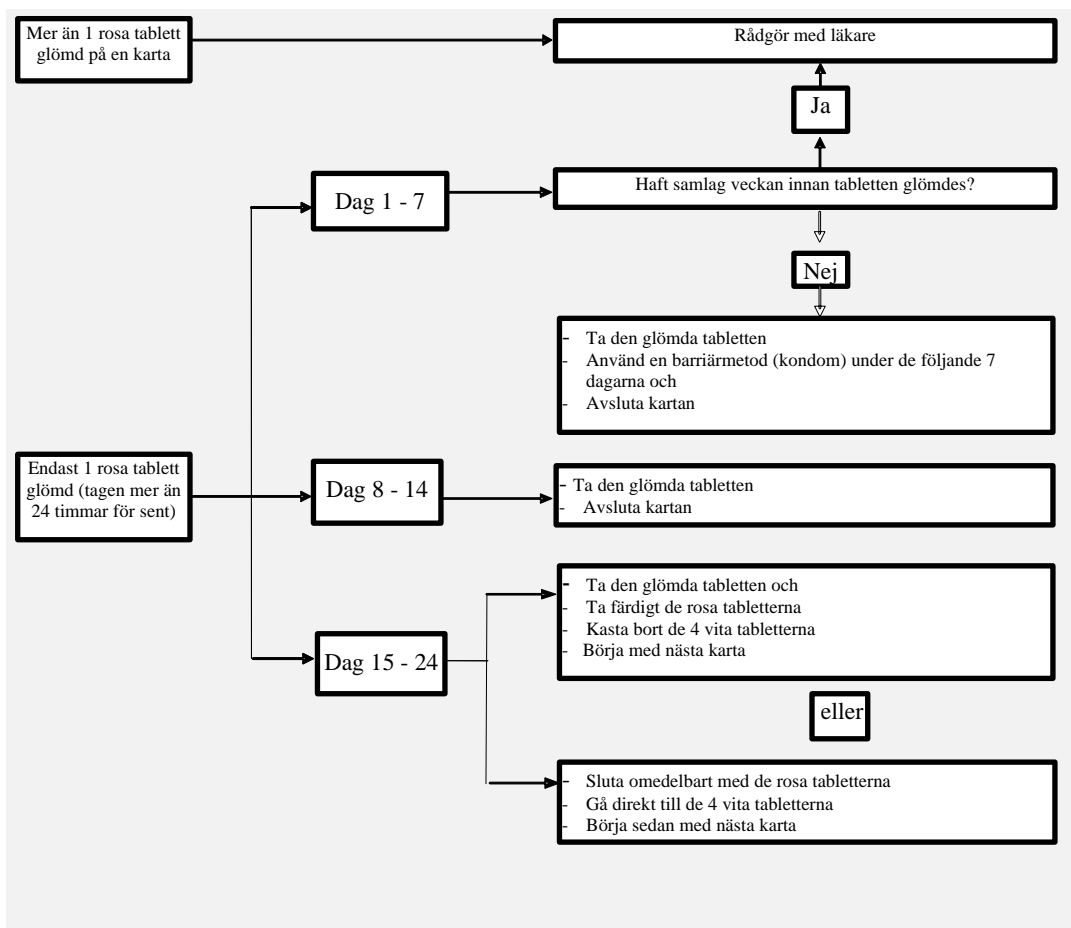 Mer än 1 rosa tablett
glömd på en karta
Rådgör med läkare
Ja
Dag 1 - 7
Haft samlag veckan innan tabletten glömdes?
Nej
- Ta den glömda tabletten
- Använd en barriärmetod (kondom) under de följande 7
dagarna och
- Avsluta kartan
Endast 1 rosa tablett
glömd (tagen mer än
24 timmar för sent)
Dag 8 - 14
- Ta den glömda tabletten
- Avsluta kartan
Dag 15 - 24
- Ta den glömda tabletten och
- Ta färdigt de rosa tabletterna
- Kasta bort de 4 vita tabletterna
- Börja med nästa karta
eller
- Sluta omedelbart med de rosa tabletterna
- Gå direkt till de 4 vita tabletterna
- Börja sedan med nästa karta